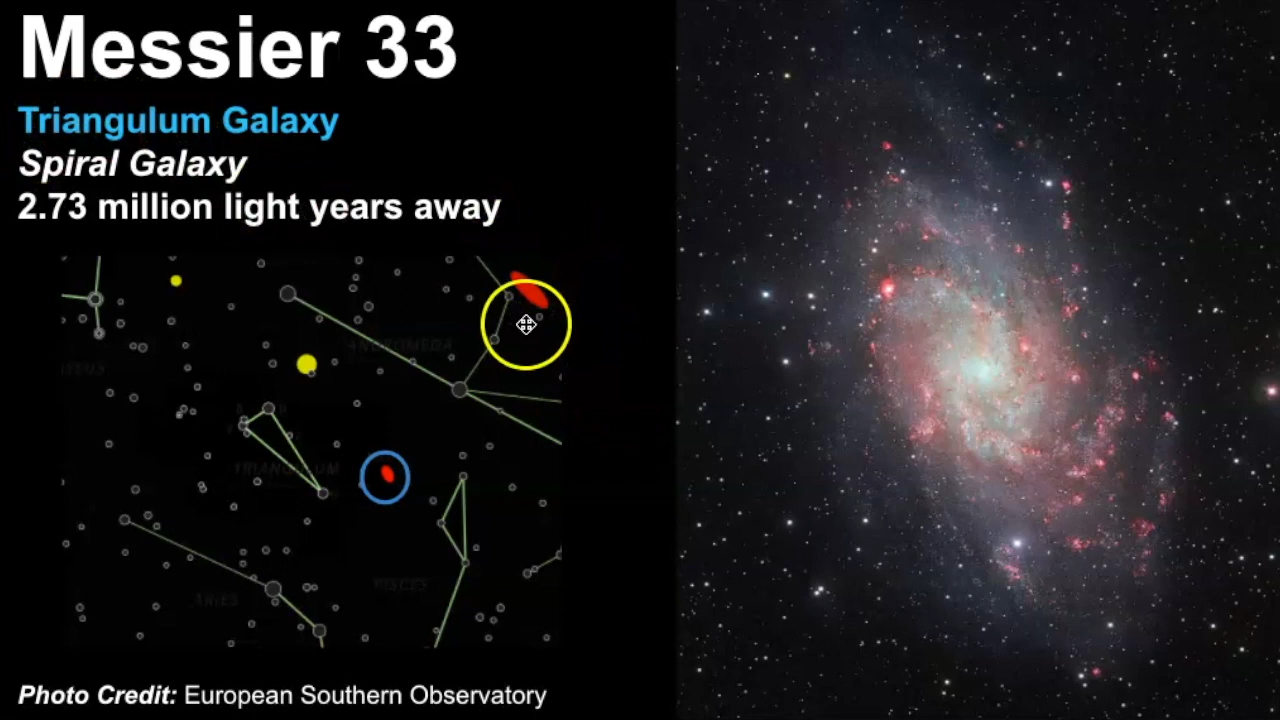 Messier 33
Triangulum Galaxy
Spiral Galaxy
2.73 million light years away
ANDROMEDA
TRIANGULUM
PISCES
ARIES
Photo Credit: European Southern Observatory